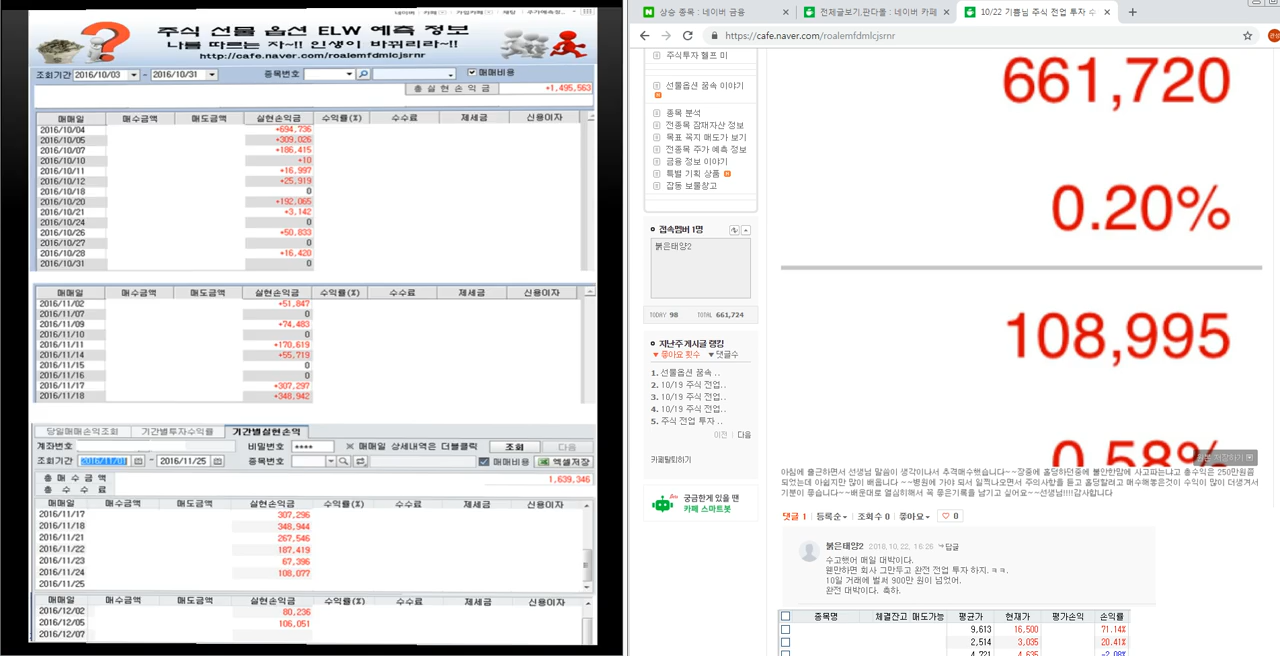 주식 선물 옵션 ELW 예측 정보
나를 따르는 자~!! 인생이 바뀌리라~!!
http://cafe.naver.com/roalemfdmlcjsrnr
조회기간 2016/10/03 - 2016/10/31 종목번호 매매비용
총 실 현 손 익 금 +1,495,563
매매일 매수금액 매도금액 실현손익금 수익률(%) 수수료 제세금 신용이자
2016/10/04 +694,736
2016/10/05 +309,026
2016/10/07 +186,415
2016/10/10 +10
2016/10/11 +16,997
2016/10/12 +25,919
2016/10/18 0
2016/10/20 +192,065
2016/10/21 +3,142
2016/10/24 0
2016/10/26 +50,833
2016/10/27 0
2016/10/28 +16,420
2016/10/31 0
매매일 매수금액 매도금액 실현손익금 수익률(%) 수수료 제세금 신용이자
2016/11/02 +51,847
2016/11/07 0
2016/11/09 +74,483
2016/11/10 0
2016/11/11 +170,619
2016/11/14 +55,719
2016/11/15 0
2016/11/16 0
2016/11/17 +307,297
2016/11/18 +348,942
당일매매손익조회 기간별투자수익률 기간별실현손익
계좌번호 비밀번호 **** ※ 매매일 상세내역은 더블클릭 조회 다음
조회기간 2016/11/01 - 2016/11/25 종목번호 매매비용 엑셀저장
총 매 수 금 액 1,639,346
총 수 수 료
매매일 매수금액 매도금액 실현손익금 수익률(%) 수수료 제세금 신용이자
2016/11/17 307,296
2016/11/18 348,944
2016/11/21 267,546
2016/11/22 187,419
2016/11/23 67,396
2016/11/24 108,077
2016/11/25
매매일 매수금액 매도금액 실현손익금 수익률(%) 수수료 제세금 신용이자
2016/12/02 80,236
2016/12/05 106,051
2016/12/07
상승 종목 : 네이버 금융
전체글보기.판다툴 : 네이버 카페
10/22 기쁨님 주식 전업 투자 수
https://cafe.naver.com/roalemfdmlcjsrnr
주식투자 헬프 미
선물옵션 꿈속 이야기
종목 분석
전종목 잠재자산 정보
목표 쪽지 매도가 보기
전종목 주가 예측 정보
금융 정보 이야기
특별 기획 상품
잡동 보물창고
접속멤버 1명
붉은태양2
TODAY 98 TOTAL 661,724
지난주 게시글 랭킹
▼ 좋아요 횟수 ▼ 댓글수
1. 선물옵션 꿈속 ..
2. 10/19 주식 전업..
3. 10/19 주식 전업..
4. 10/19 주식 전업..
5. 주식 전업 투자 ..
이전 다음
카페탈퇴하기
궁금한게 있을 땐
카페 스마트봇
661,720
0.20%
108,995
0.58%
아침에 출근하면서 선생님 말씀이 생각이나서 추격매수했습니다~~장중에 홀딩하던중에 불안한맘에 사고파는냐고 총수익은 250만원쯤
되었는데 아쉽지만 많이 배웁니다 ~~병원에 가야 되서 일찍나오면서 주의사항를 듣고 홀딩할려고 매수해놓은것이 수익이 많이 더생겨서
기분이 좋습니다~~배운대로 열심히해서 꼭 좋은기록를 남기고 싶어요~~선생님!!!!감사합니다
댓글 1 등록순 조회수 0 좋아요 0
붉은태양2 2018.10.22. 16:26 답글
수고했어 매일 대박이다.
웬만하면 회사 그만두고 완전 전업 투자 하지. ㅋㅋ.
10일 거래에 벌써 900만 원이 넘었어.
완전 대박이다. 축하.
종목명 체결잔고 매도가능 평균가 현재가 평가손익 손익률
9,613 16,500 71.14%
2,514 3,035 20.41%
4,721 4,635 -2.08%